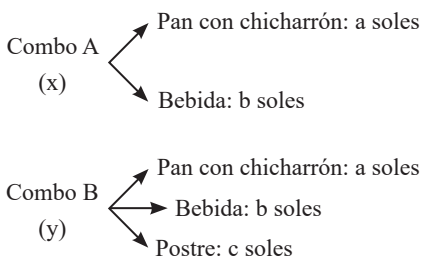 Pan con chicharrón: a soles
Combo A
(x)
Bebida: b soles
Pan con chicharrón: a soles
Combo B
Bebida: b soles
(y)
Postre: c soles